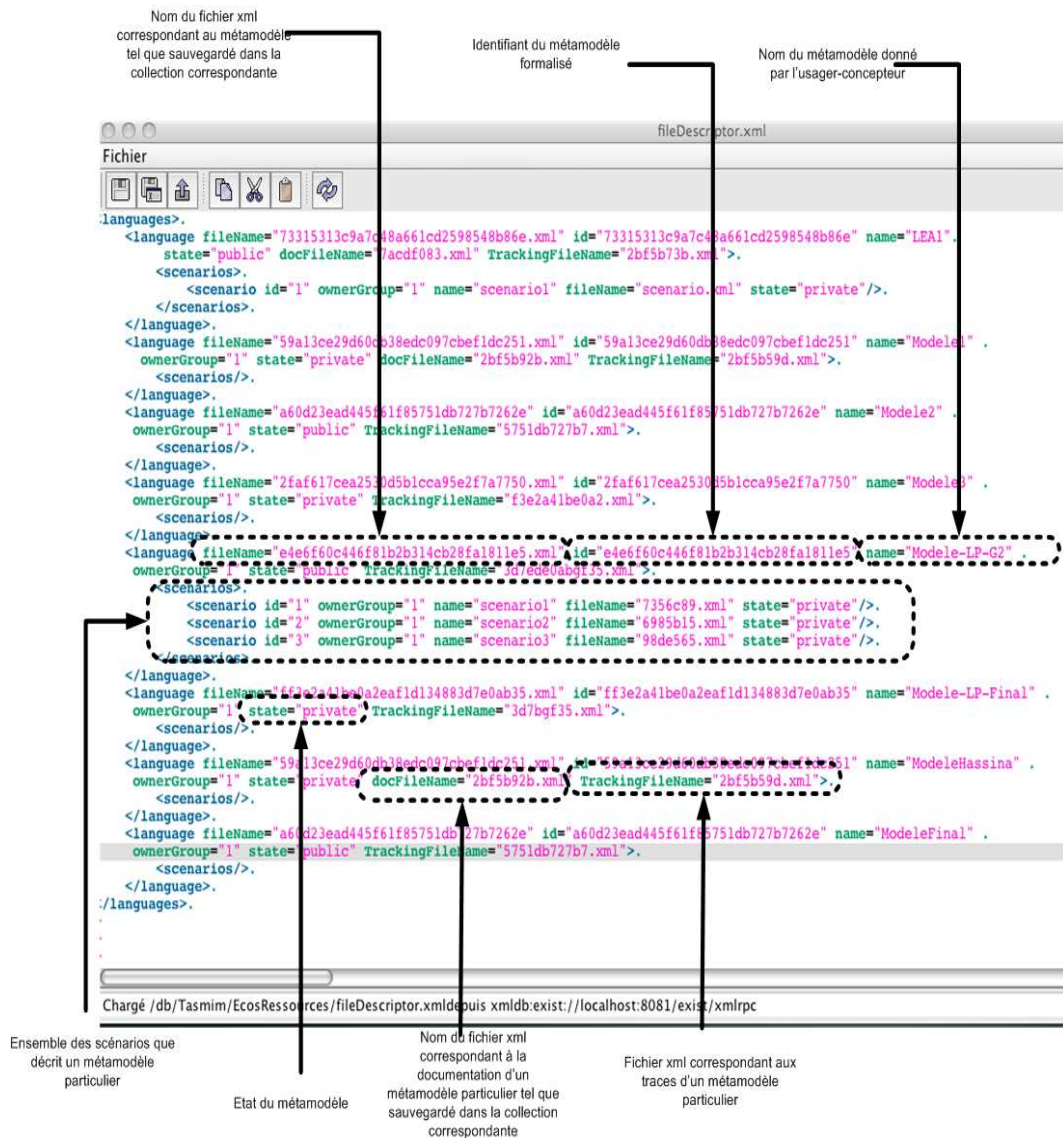 Nom du fichier xml
correspondant au métamodèle
tel que sauvegardé dans la
collection correspondante
Identifiant du métamodèle
formalisé
Nom du métamodèle donné
par l'usager-concepteur
fileDescriptor.xml
Fichier
<languages>.
<language fileName="73315313c9a7c48a661cd2598548b86e.xml" id="73315313c9a7c48a661cd2598548b86e" name="LEA1".
state="public" docFileName="7acdf083.xml" TrackingFileName="2bf5b73b.xml">.
<scenarios>.
<scenario id="1" ownerGroup="1" name="scenario1" fileName="scenario.xml" state="private"/>.
</scenarios>.
</language>.
<language fileName="59a13ce29d60db38edc097cbef1dc251.xml" id="59a13ce29d60db38edc097cbef1dc251" name="Modele1" .
ownerGroup="1" state="private" docFileName="2bf5b92b.xml" TrackingFileName="2bf5b59d.xml">.
<scenarios/>.
</language>.
<language fileName="a60d23ead445f61f85751db727b7262e" id="a60d23ead445f61f85751db727b7262e" name="Modele2" .
ownerGroup="1" state="public" TrackingFileName="5751db727b7.xml">.
<scenarios/>.
</language>.
<language fileName="2faf617cea2530d5b1cca95e2f7a7750.xml" id="2faf617cea2530d5b1cca95e2f7a7750" name="Modele3" .
ownerGroup="1" state="private" TrackingFileName="f3e2a41be0a2.xml">.
<scenarios/>.
</language>.
<language fileName="e4e6f60c446f81b2b314cb28fa1811e5.xml" id="e4e6f60c446f81b2b314cb28fa1811e5" name="Modele-LP-G2" .
ownerGroup="1" state="public" TrackingFileName="3d7ede0abgf35.xml">.
<scenarios>.
<scenario id="1" ownerGroup="1" name="scenario1" fileName="7356c89.xml" state="private"/>.
<scenario id="2" ownerGroup="1" name="scenario2" fileName="6985b15.xml" state="private"/>.
<scenario id="3" ownerGroup="1" name="scenario3" fileName="98de565.xml" state="private"/>.
</scenarios>.
</language>.
<language fileName="ff3e2a41be0a2eaf1d134883d7e0ab35.xml" id="ff3e2a41be0a2eaf1d134883d7e0ab35" name="Modele-LP-Final" .
ownerGroup="1" state="private" TrackingFileName="3d7bgf35.xml">.
<scenarios/>.
</language>.
<language fileName="59a13ce29d60db38edc097cbef1dc251.xml" id="59a13ce29d60db38edc097cbef1dc251" name="ModeleHassina" .
ownerGroup="1" state="private" docFileName="2bf5b92b.xml" TrackingFileName="2bf5b59d.xml">.
<scenarios/>.
</language>.
<language fileName="a60d23ead445f61f85751db727b7262e" id="a60d23ead445f61f85751db727b7262e" name="ModeleFinal" .
ownerGroup="1" state="public" TrackingFileName="5751db727b7.xml">.
<scenarios/>.
</language>.
</languages>.
Chargé /db/Tasmim/EcosRessources/fileDescriptor.xmldepuis xmldb:exist://localhost:8081/exist/xmlrpc
Ensemble des scénarios que
décrit un métamodèle
particulier
Etat du métamodèle
Nom du fichier xml
correspondant à la
documentation d'un
métamodèle particulier tel que
sauvegardé dans la collection
correspondante
Fichier xml correspondant aux
traces d'un métamodèle
particulier